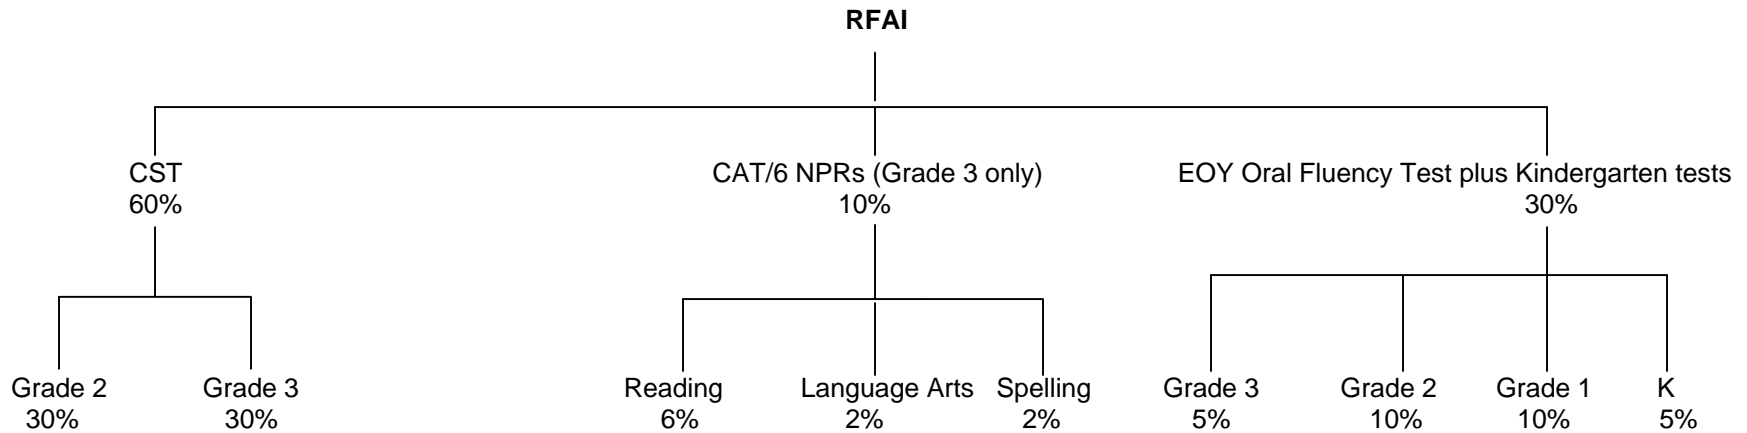 RFAI
CST
60%
CAT/6 NPRs (Grade 3 only)
10%
EOY Oral Fluency Test plus Kindergarten tests
30%
Grade 2
30%
Grade 3
30%
Reading
6%
Language Arts
2%
Spelling
2%
Grade 3
5%
Grade 2
10%
Grade 1
10%
K
5%